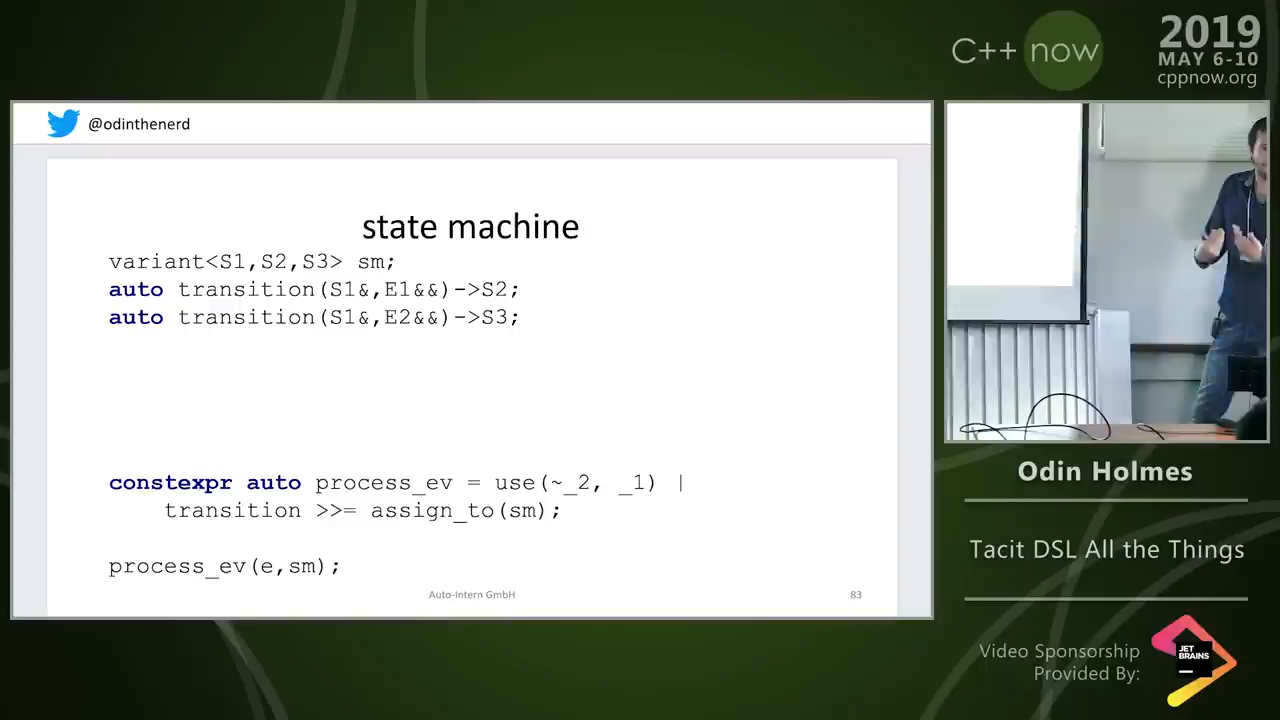 C++ now
2019
MAY 6-10
cppnow.org
@odinthenerd
state machine
variant<S1,S2,S3> sm;
auto transition(S1&,E1&&)->S2;
auto transition(S1&,E2&&)->S3;
constexpr auto process_ev = use(~_2, _1) |
transition >>= assign_to(sm);
process_ev(e,sm);
Auto-Intern GmbH
83
Odin Holmes
Tacit DSL All the Things
Video Sponsorship
Provided By:
JET
BRAINS